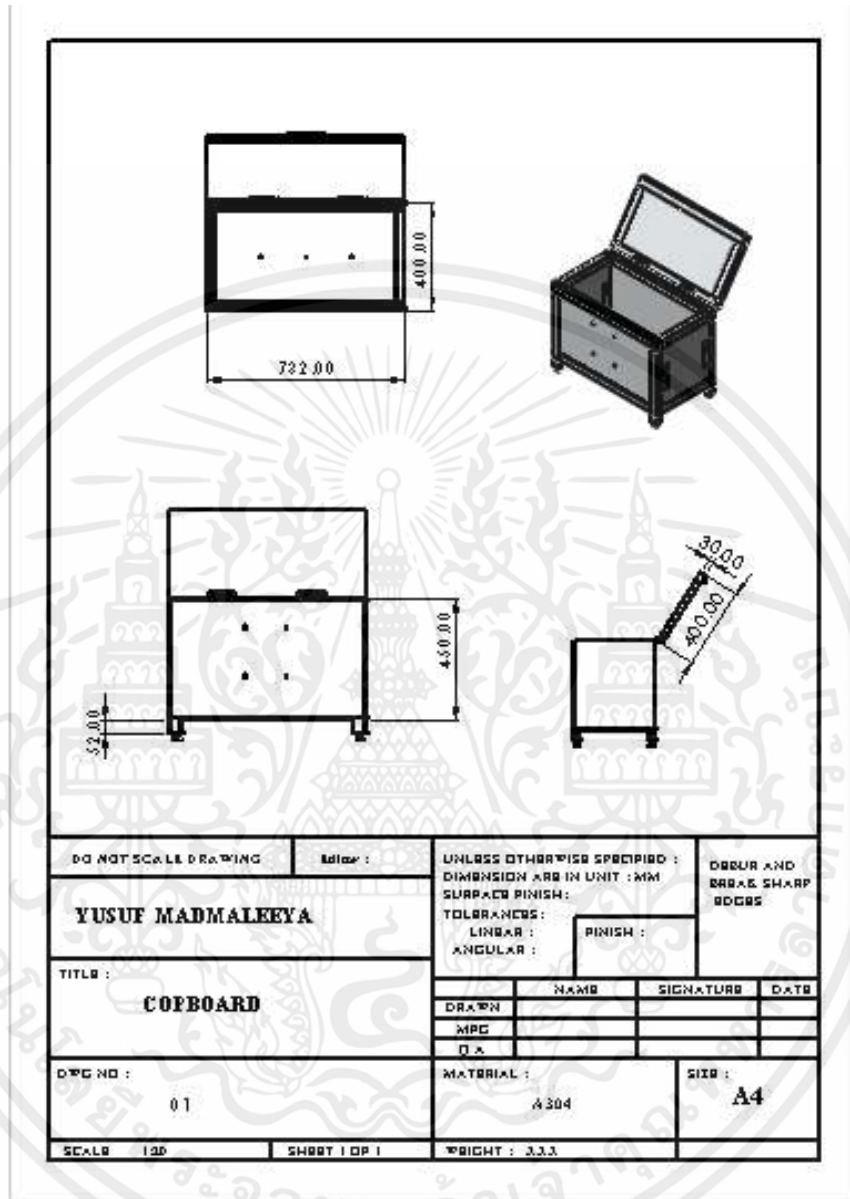 400.00
732.00
30.00
400.00
450.00
52.00
DO NOT SCALE DRAWING
UNLESS OTHERWISE SPECIFIED :
DIMENSION ARE IN UNIT : MM
SURFACE FINISH :
TOLERANCES :
LINEAR :
ANGULAR :
FINISH :
DEBUR AND
BREAK SHARP
EDGES
YUSUF MADMALEEYA
TITLE :
COPBOARD
NAME SIGNATURE DATE
DRAWN
MFG
Q.A
DWG NO :
01
MATERIAL :
A304
SIZE :
A4
SCALE
SHEET 1 OF 1
WEIGHT :